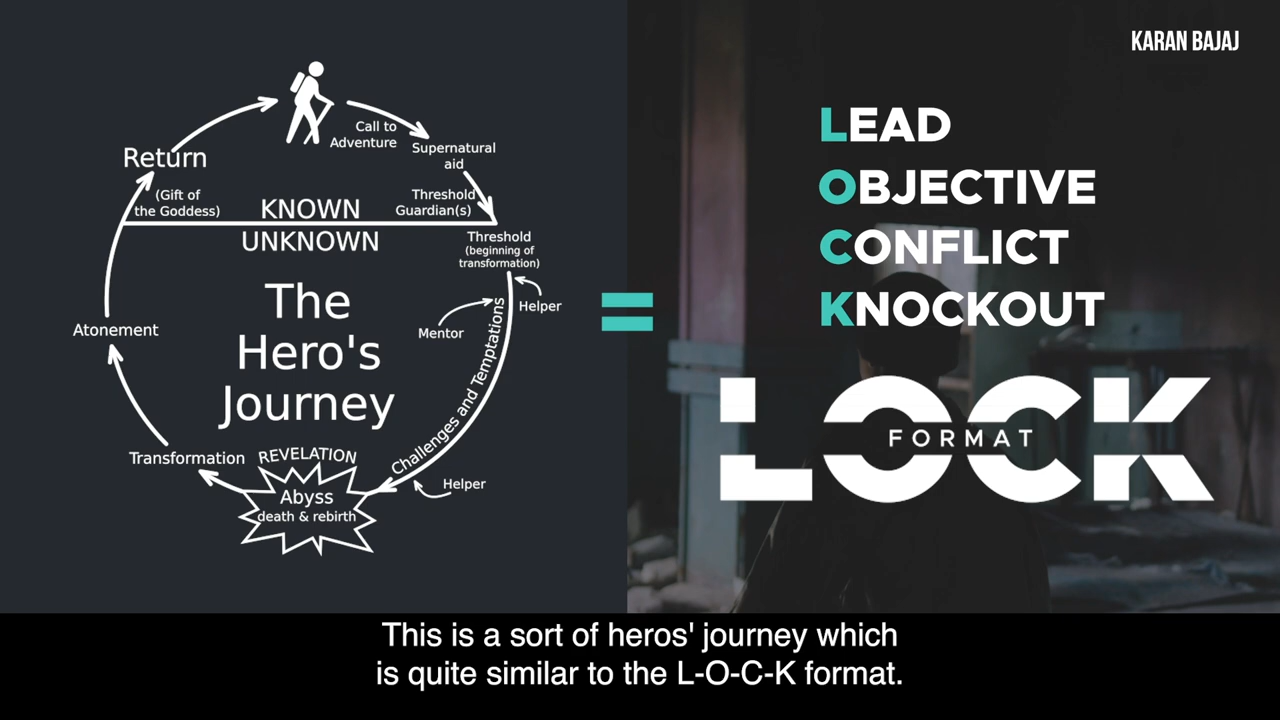 KARAN BAJAJ
Call to
Adventure
Supernatural
aid
Return
(Gift of
the Goddess)
Threshold
Guardian(s)
KNOWN
UNKNOWN
Threshold
(beginning of
transformation)
The
Hero's
Journey
Helper
Mentor
Challenges and Temptations
Atonement
Transformation
REVELATION
Abyss
death & rebirth
Helper
=
LEAD
OBJECTIVE
CONFLICT
KNOCKOUT
LOCK
FORMAT
This is a sort of heros' journey which
is quite similar to the L-O-C-K format.